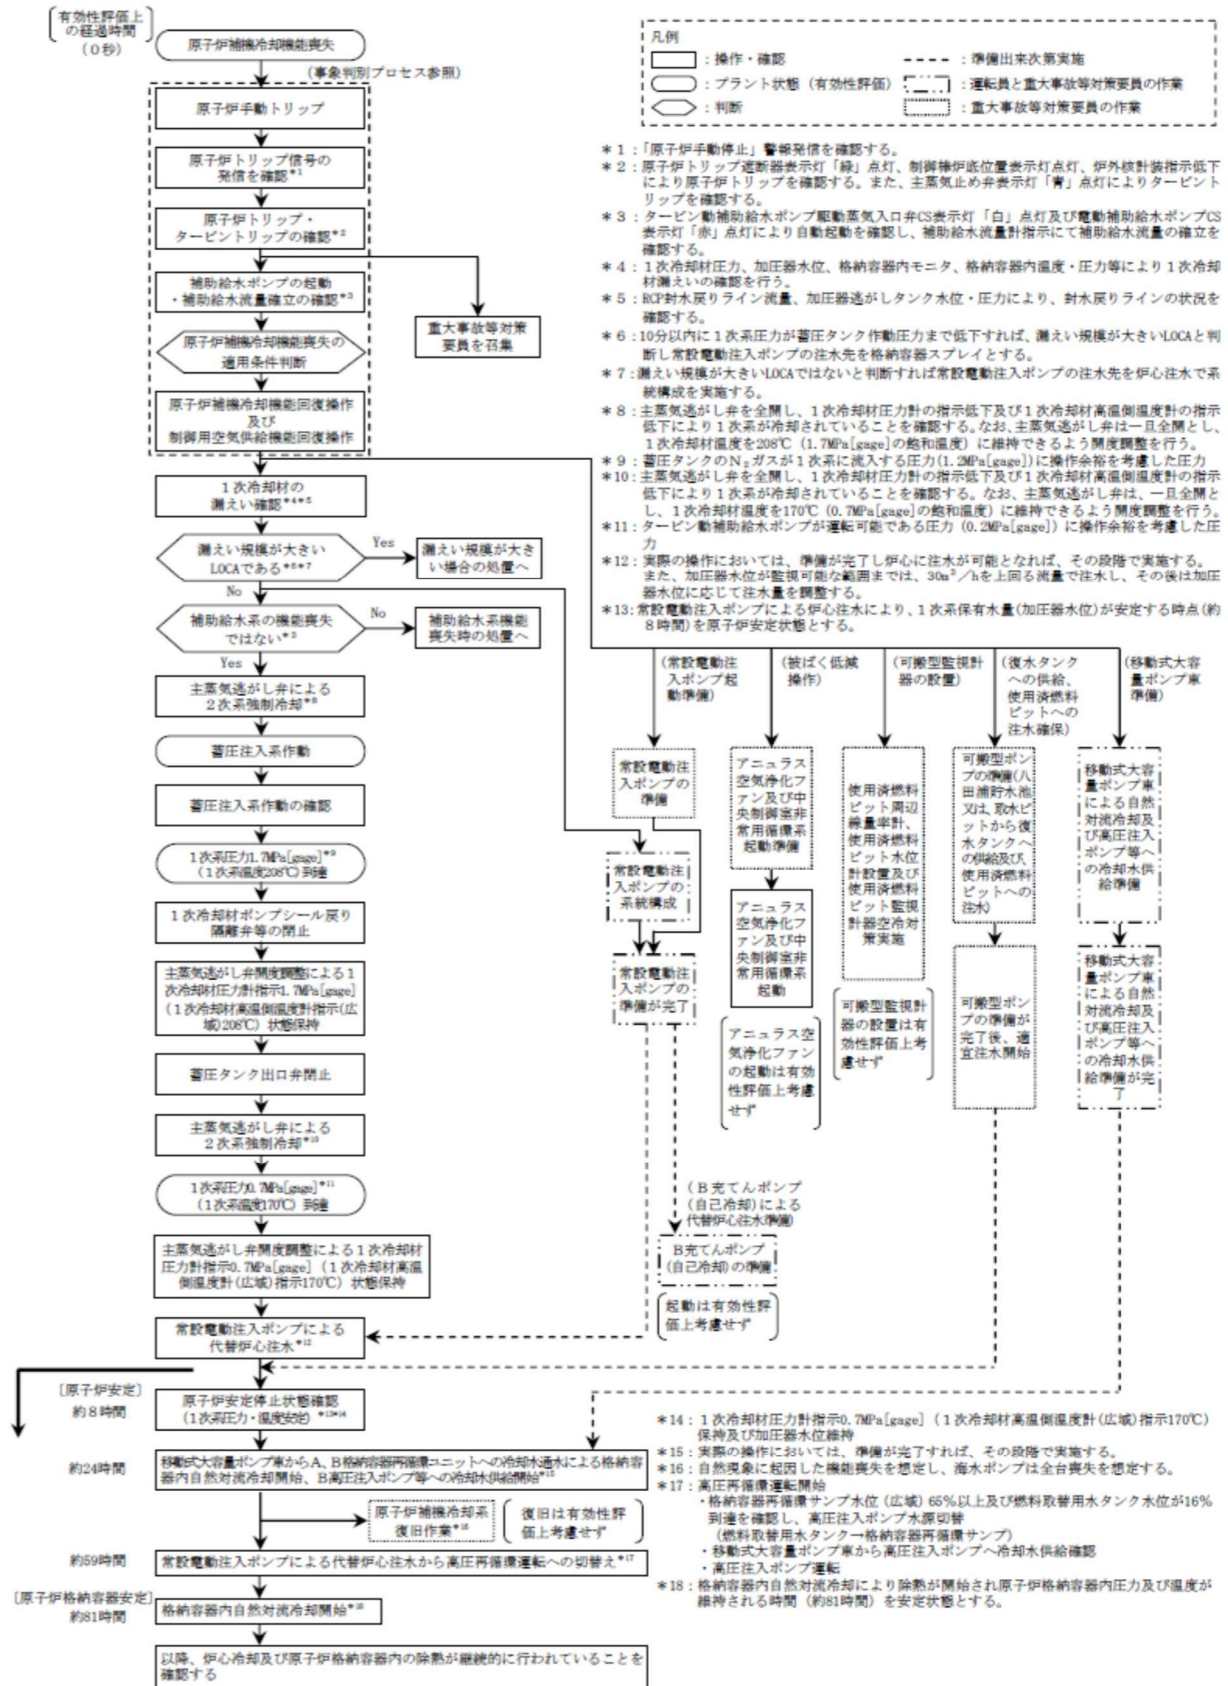 有効性評価上
の経過時間
(0秒)
原子炉補機冷却機能喪失
(事象判別プロセス参照)
原子炉手動トリップ
原子炉トリップ信号の
発信を確認*1
原子炉トリップ・
タービントリップの確認*2
補助給水ポンプの起動
・補助給水流量確立の確認*3
重大事故等対策
要員を召集
原子炉補機冷却機能喪失の
適用条件判断
原子炉補機冷却機能回復操作
及び
制御用空気供給機能回復操作
1次冷却材の
漏えい確認*4*5
漏えい規模が大きい
LOCAである*6*7
Yes
漏えい規模が大き
い場合の処置へ
No
補助給水系の機能喪失
ではない*3
No
補助給水系機能
喪失時の処置へ
Yes
主蒸気逃がし弁による
2次系強制冷却*8
蓄圧注入系作動
蓄圧注入系作動の確認
1次系圧力1.7MPa[gage]*9
(1次系温度208℃)到達
1次冷却材ポンプシール戻り
隔離弁等の閉止
主蒸気逃がし弁開度調整による1
次冷却材圧力計指示1.7MPa[gage]
(1次冷却材高温側温度計指示(広
域)208℃)状態保持
蓄圧タンク出口弁閉止
主蒸気逃がし弁による
2次系強制冷却*10
1次系圧力0.7MPa[gage]*11
(1次系温度170℃)到達
主蒸気逃がし弁開度調整による1次冷却材
圧力計指示0.7MPa[gage](1次冷却材高温
側温度計(広域)指示170℃)状態保持
常設電動注入ポンプによる
代替炉心注水*12
[原子炉安定]
約8時間
原子炉安定停止状態確認
(1次系圧力・温度安定)*13*14
約24時間
移動式大容量ポンプ車からA、B格納容器再循環ユニットへの冷却水通水による格納容
器内自然対流冷却開始、B高圧注入ポンプ等への冷却水供給開始*15
原子炉補機冷却系
復旧作業*16
復旧は有効性評
価上考慮せず
約59時間
常設電動注入ポンプによる代替炉心注水から高圧再循環運転への切替え*17
[原子炉格納容器安定]
約81時間
格納容器内自然対流冷却開始*18
以降、炉心冷却及び原子炉格納容器内の除熱が継続的に行われていることを
確認する
凡例
:操作・確認
:準備出来次第実施
:プラント状態(有効性評価)
:運転員と重大事故等対策要員の作業
:判断
:重大事故等対策要員の作業
*1:「原子炉手動停止」警報発信を確認する。
*2:原子炉トリップ遮断器表示灯「緑」点灯、制御棒炉底位置表示灯点灯、炉外核計装指示低下
により原子炉トリップを確認する。また、主蒸気止め弁表示灯「青」点灯によりタービント
リップを確認する。
*3:タービン動補助給水ポンプ駆動蒸気入口弁CS表示灯「白」点灯及び電動補助給水ポンプCS
表示灯「赤」点灯により自動起動を確認し、補助給水流量計指示にて補助給水流量の確立を
確認する。
*4:1次冷却材圧力、加圧器水位、格納容器内モニタ、格納容器内温度・圧力等により1次冷却
材漏えいの確認を行う。
*5:RCP封水戻りライン流量、加圧器逃がしタンク水位・圧力により、封水戻りラインの状況を
確認する。
*6:10分以内に1次系圧力が蓄圧タンク作動圧力まで低下すれば、漏えい規模が大きいLOCAと判
断し常設電動注入ポンプの注水先を格納容器スプレイとする。
*7:漏えい規模が大きいLOCAではないと判断すれば常設電動注入ポンプの注水先を炉心注水で系
統構成を実施する。
*8:主蒸気逃がし弁を全開し、1次冷却材圧力計の指示低下及び1次冷却材高温側温度計の指示
低下により1次系が冷却されていることを確認する。なお、主蒸気逃がし弁は一旦全開とし、
1次冷却材温度を208℃(1.7MPa[gage]の飽和温度)に維持できるよう開度調整を行う。
*9:蓄圧タンクのN₂ガスが1次系に流入する圧力(1.2MPa[gage])に操作余裕を考慮した圧力
*10:主蒸気逃がし弁を全開し、1次冷却材圧力計の指示低下及び1次冷却材高温側温度計の指示
低下により1次系が冷却されていることを確認する。なお、主蒸気逃がし弁は、一旦全開と
し、1次冷却材温度を170℃(0.7MPa[gage]の飽和温度)に維持できるよう開度調整を行う。
*11:タービン動補助給水ポンプが運転可能である圧力(0.2MPa[gage])に操作余裕を考慮した圧
力
*12:実際の操作においては、準備が完了し炉心に注水が可能となれば、その段階で実施する。
また、加圧器水位が監視可能な範囲までは、30m³/hを上回る流量で注水し、その後は加圧
器水位に応じて注水量を調整する。
*13:常設電動注入ポンプによる炉心注水により、1次系保有水量(加圧器水位)が安定する時点(約
8時間)を原子炉安定状態とする。
(常設電動注
入ポンプ起
動準備)
常設電動注
入ポンプの
準備
常設電動注
入ポンプの
系統構成
常設電動注
入ポンプの
準備が完了
(B充てんポンプ
(自己冷却)による
代替炉心注水準備)
B充てんポンプ
(自己冷却)の準備
起動は有効性評
価上考慮せず
(被ばく低減
操作)
アニュラス
空気浄化フ
ァン及び中
央制御室非
常用循環系
起動準備
アニュラス
空気浄化フ
ァン及び中
央制御室非
常用循環系
起動
アニュラス空
気浄化ファン
の起動は有効
性評価上考慮
せず
(可搬型監視計
器の設置)
使用済燃料
ピット周辺
線量率計、
使用済燃料
ピット水位
計設置及び
使用済燃料
ピット監視
計器空冷対
策実施
可搬型監視計
器の設置は有
効性評価上考
慮せず
(復水タンク
への供給、
使用済燃料
ピットへの
注水確保)
可搬型ポン
プの準備(八
田浦貯水池
又は、取水ピ
ットから復
水タンクへ
の供給及び、
使用済燃料
ピットへの
注水)
可搬型ポン
プの準備が
完了後、適
宜注水開始
(移動式大容
量ポンプ車
準備)
移動式大容
量ポンプ車
による自然
対流冷却及
び高圧注入
ポンプ等へ
の冷却水供
給準備
移動式大容
量ポンプ車
による自然
対流冷却及
び高圧注入
ポンプ等へ
の冷却水供
給準備が完
了
*14:1次冷却材圧力計指示0.7MPa[gage](1次冷却材高温側温度計(広域)指示170℃)
保持及び加圧器水位維持
*15:実際の操作においては、準備が完了すれば、その段階で実施する。
*16:自然現象に起因した機能喪失を想定し、海水ポンプは全台喪失を想定する。
*17:高圧再循環運転開始
・格納容器再循環サンプ水位(広域)65%以上及び燃料取替用水タンク水位が16%
到達を確認し、高圧注入ポンプ水源切替
(燃料取替用水タンク→格納容器再循環サンプ)
・移動式大容量ポンプ車から高圧注入ポンプへ冷却水供給確認
・高圧注入ポンプ運転
*18:格納容器内自然対流冷却により除熱が開始され原子炉格納容器内圧力及び温度が
維持される時間(約81時間)を安定状態とする。